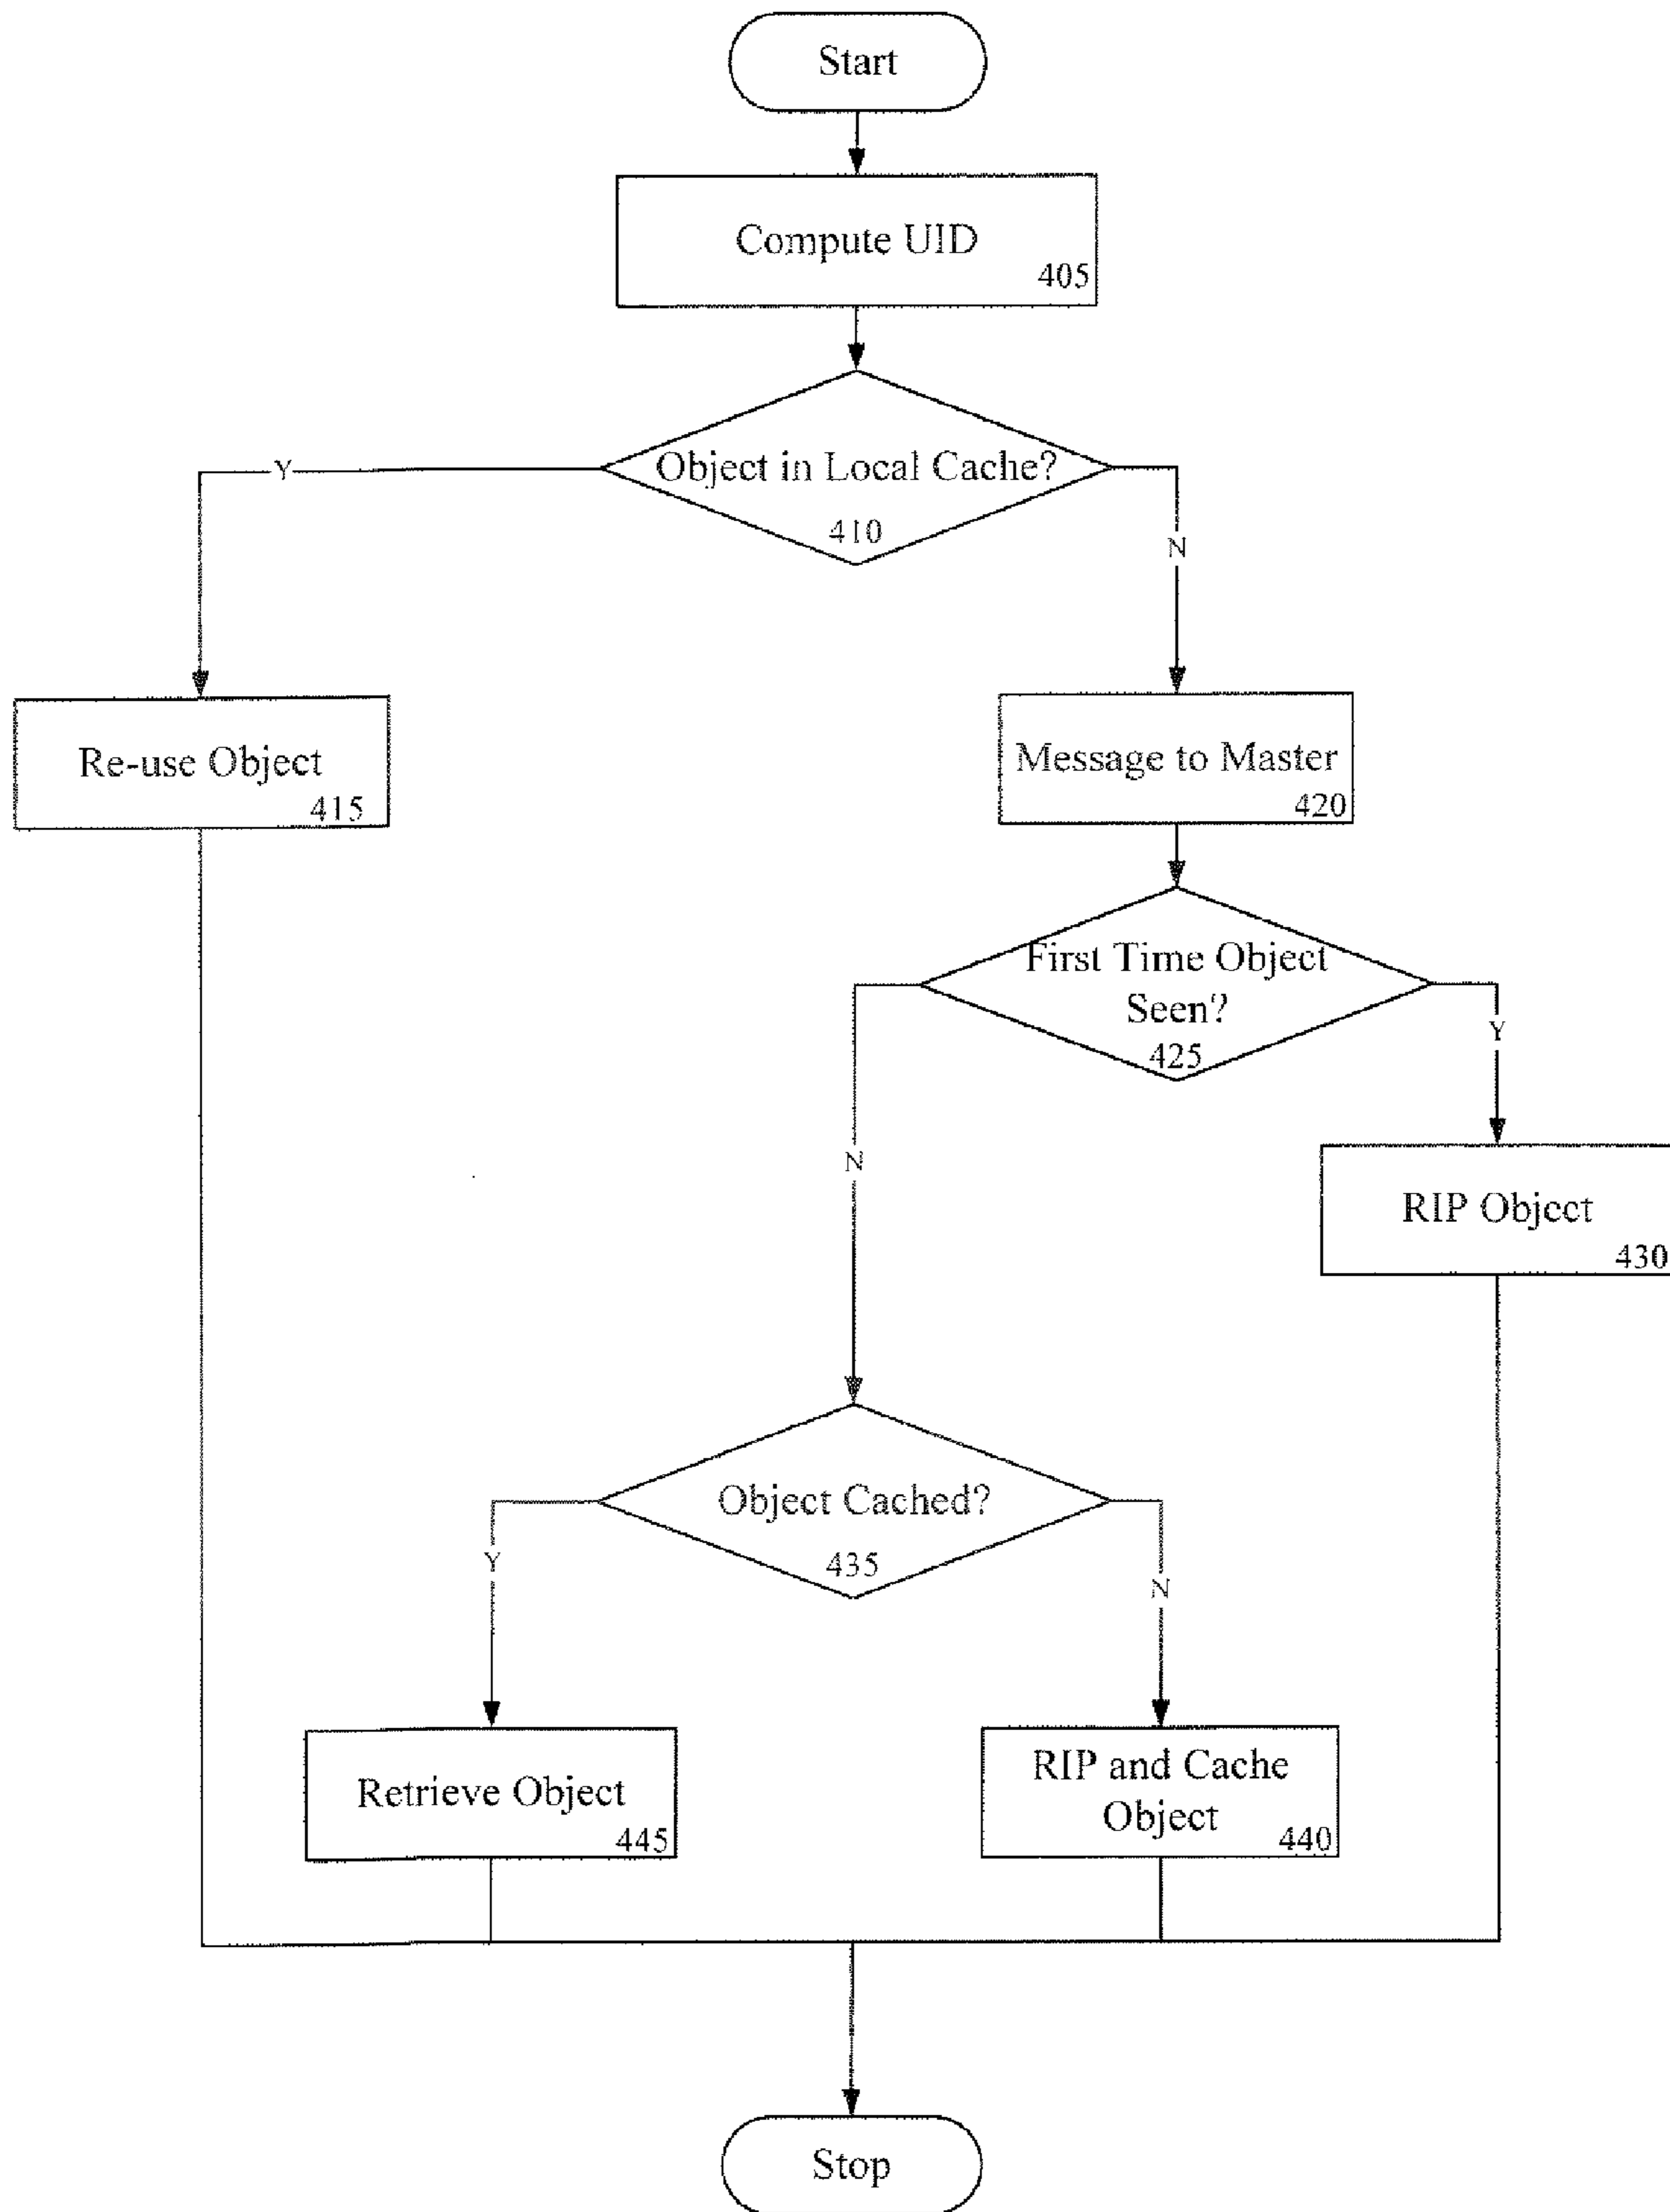 Start
Compute UID
405
Object in Local Cache?
410
Y
N
Re-use Object
415
Message to Master
420
First Time Object
Seen?
425
Y
N
RIP Object
430
Object Cached?
435
Y
N
Retrieve Object
445
RIP and Cache
Object
440
Stop